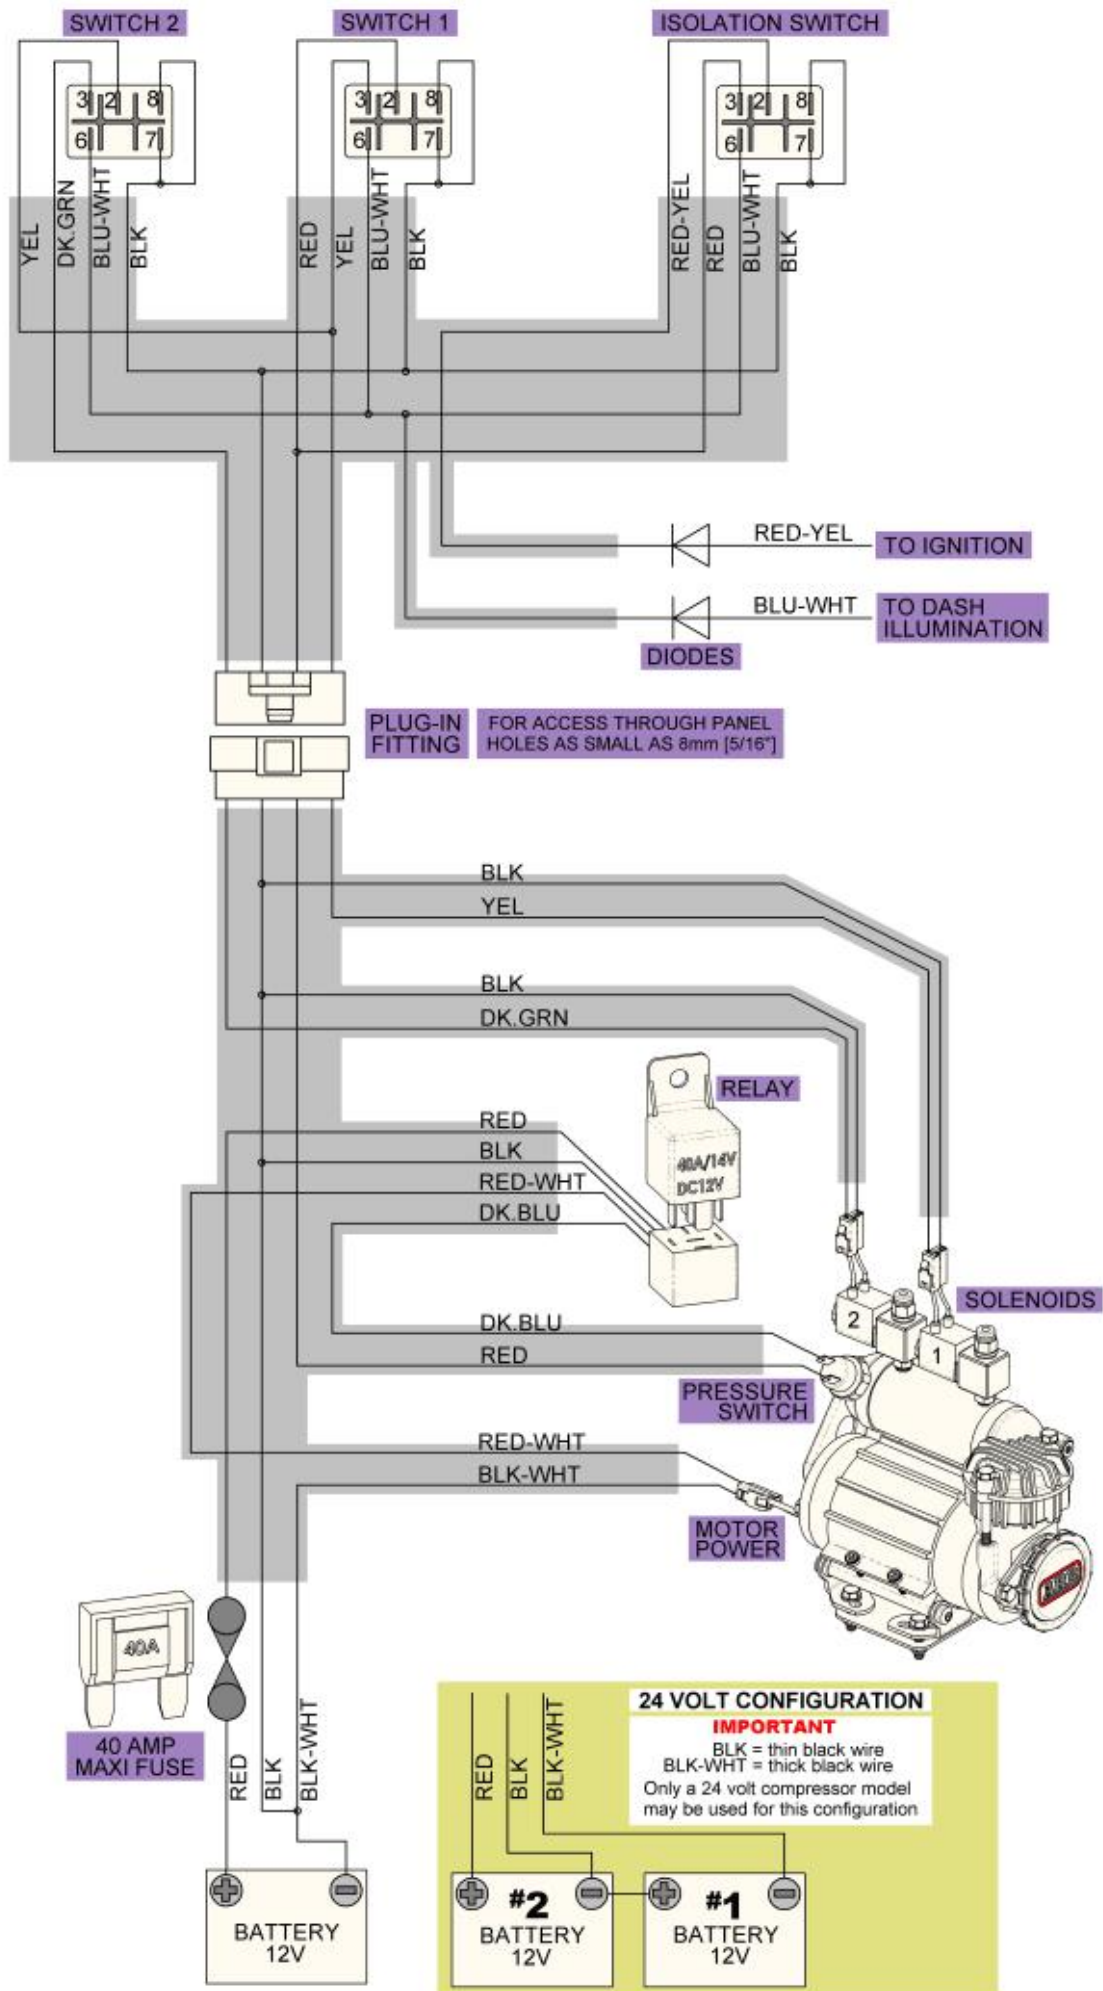 SWITCH 2
SWITCH 1
ISOLATION SWITCH
3 2 8
6 7
3 2 8
6 7
3 2 8
6 7
YEL
DK.GRN
BLU-WHT
BLK
RED
YEL
BLU-WHT
BLK
RED-YEL
RED
BLU-WHT
BLK
RED-YEL
TO IGNITION
BLU-WHT
TO DASH
ILLUMINATION
DIODES
PLUG-IN
FITTING
FOR ACCESS THROUGH PANEL
HOLES AS SMALL AS 8mm [5/16"]
BLK
YEL
BLK
DK.GRN
RELAY
40A/14V
DC12V
RED
BLK
RED-WHT
DK.BLU
SOLENOIDS
2
1
DK.BLU
RED
PRESSURE
SWITCH
RED-WHT
BLK-WHT
MOTOR
POWER
40A
40 AMP
MAXI FUSE
RED
BLK
BLK-WHT
BATTERY
12V
24 VOLT CONFIGURATION
IMPORTANT
BLK = thin black wire
BLK-WHT = thick black wire
Only a 24 volt compressor model
may be used for this configuration
RED
BLK
BLK-WHT
#2
BATTERY
12V
#1
BATTERY
12V